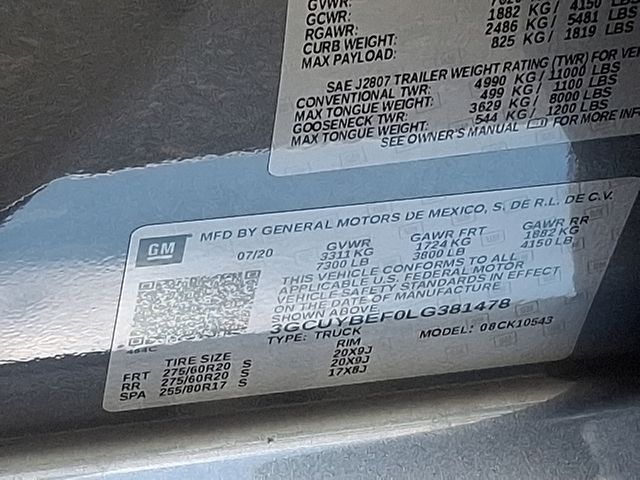 GVWR:
GCWR: 1882 KG/ 4150 LBS
RGAWR: 2486 KG/ 5481 LBS
CURB WEIGHT: 825 KG/ 1819 LBS
MAX PAYLOAD:
SAE J2807 TRAILER WEIGHT RATING (TWR) FOR
CONVENTIONAL TWR: 4990 KG/11000 LBS
MAX TONGUE WEIGHT: 499 KG/ 1100 LBS
GOOSENECK TWR: 3629 KG/ 8000 LBS
MAX TONGUE WEIGHT: 544 KG/ 1200 LBS
SEE OWNER'S MANUAL FOR MORE
GM MFD BY GENERAL MOTORS DE MEXICO, S. DE R.L. DE C.V.
07/20 GVWR GAWR FRT GAWR RR
3311 KG 1724 KG 1882 KG
7300 LB 3800 LB 4150 LB
THIS VEHICLE CONFORMS TO ALL
APPLICABLE U.S. FEDERAL MOTOR
VEHICLE SAFETY STANDARDS IN EFFECT
ON THE DATE OF MANUFACTURE
SHOWN ABOVE.
3GCUYBEF0LG381478
TYPE: TRUCK MODEL: 08CK10543
TIRE SIZE RIM
FRT 275/60R20 S 20X9J
RR 275/60R20 S 20X9J
SPA 255/80R17 S 17X8J